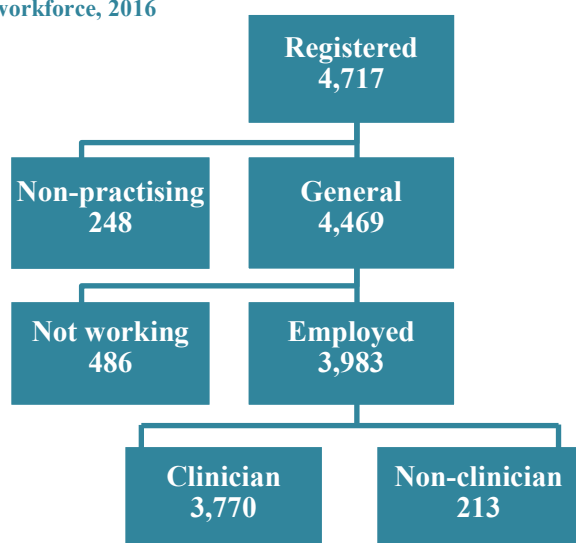 workforce, 2016
Registered
4,717
Non-practising
248
General
4,469
Not working
486
Employed
3,983
Clinician
3,770
Non-clinician
213